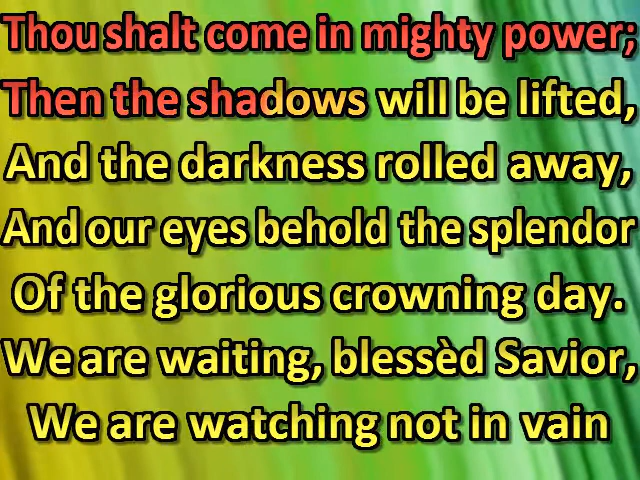 Thou shalt come in mighty power;
Then the shadows will be lifted,
And the darkness rolled away,
And our eyes behold the splendor
Of the glorious crowning day.
We are waiting, blessèd Savior,
We are watching not in vain